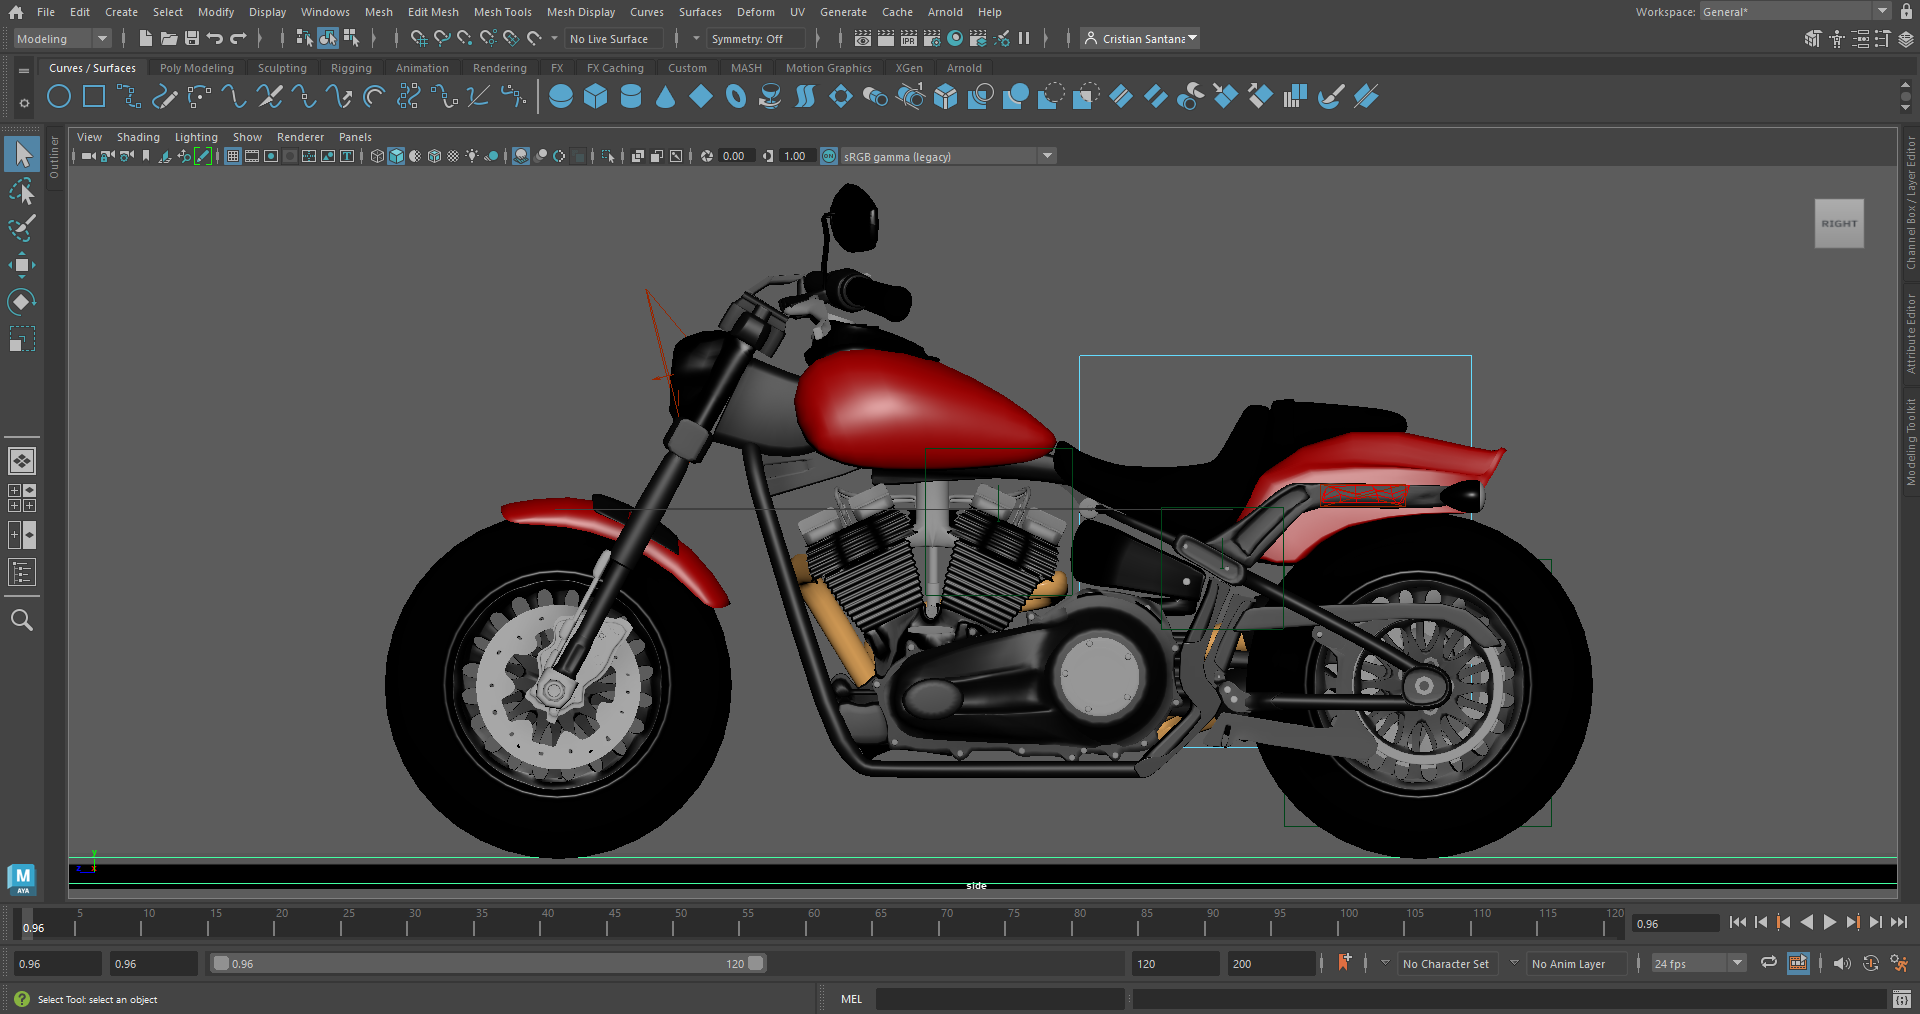 File Edit Create Select Modify Display Windows Mesh Edit Mesh Mesh Tools Mesh Display Curves Surfaces Deform UV Generate Cache Arnold Help Workspace: General*
Modeling No Live Surface Symmetry: Off IPR Cristian Santana
Curves / Surfaces Poly Modeling Sculpting Rigging Animation Rendering FX FX Caching Custom MASH Motion Graphics XGen Arnold
View Shading Lighting Show Renderer Panels
0.00 1.00 ON sRGB gamma (legacy)
Outliner
Channel Box / Layer Editor
Attribute Editor
Modeling Toolkit
RIGHT
y
z
side
M
AYA
5 10 15 20 25 30 35 40 45 50 55 60 65 70 75 80 85 90 95 100 105 110 115 120
0.96 0.96
0.96 0.96 0.96 120 120 200 No Character Set No Anim Layer 24 fps
Select Tool: select an object MEL